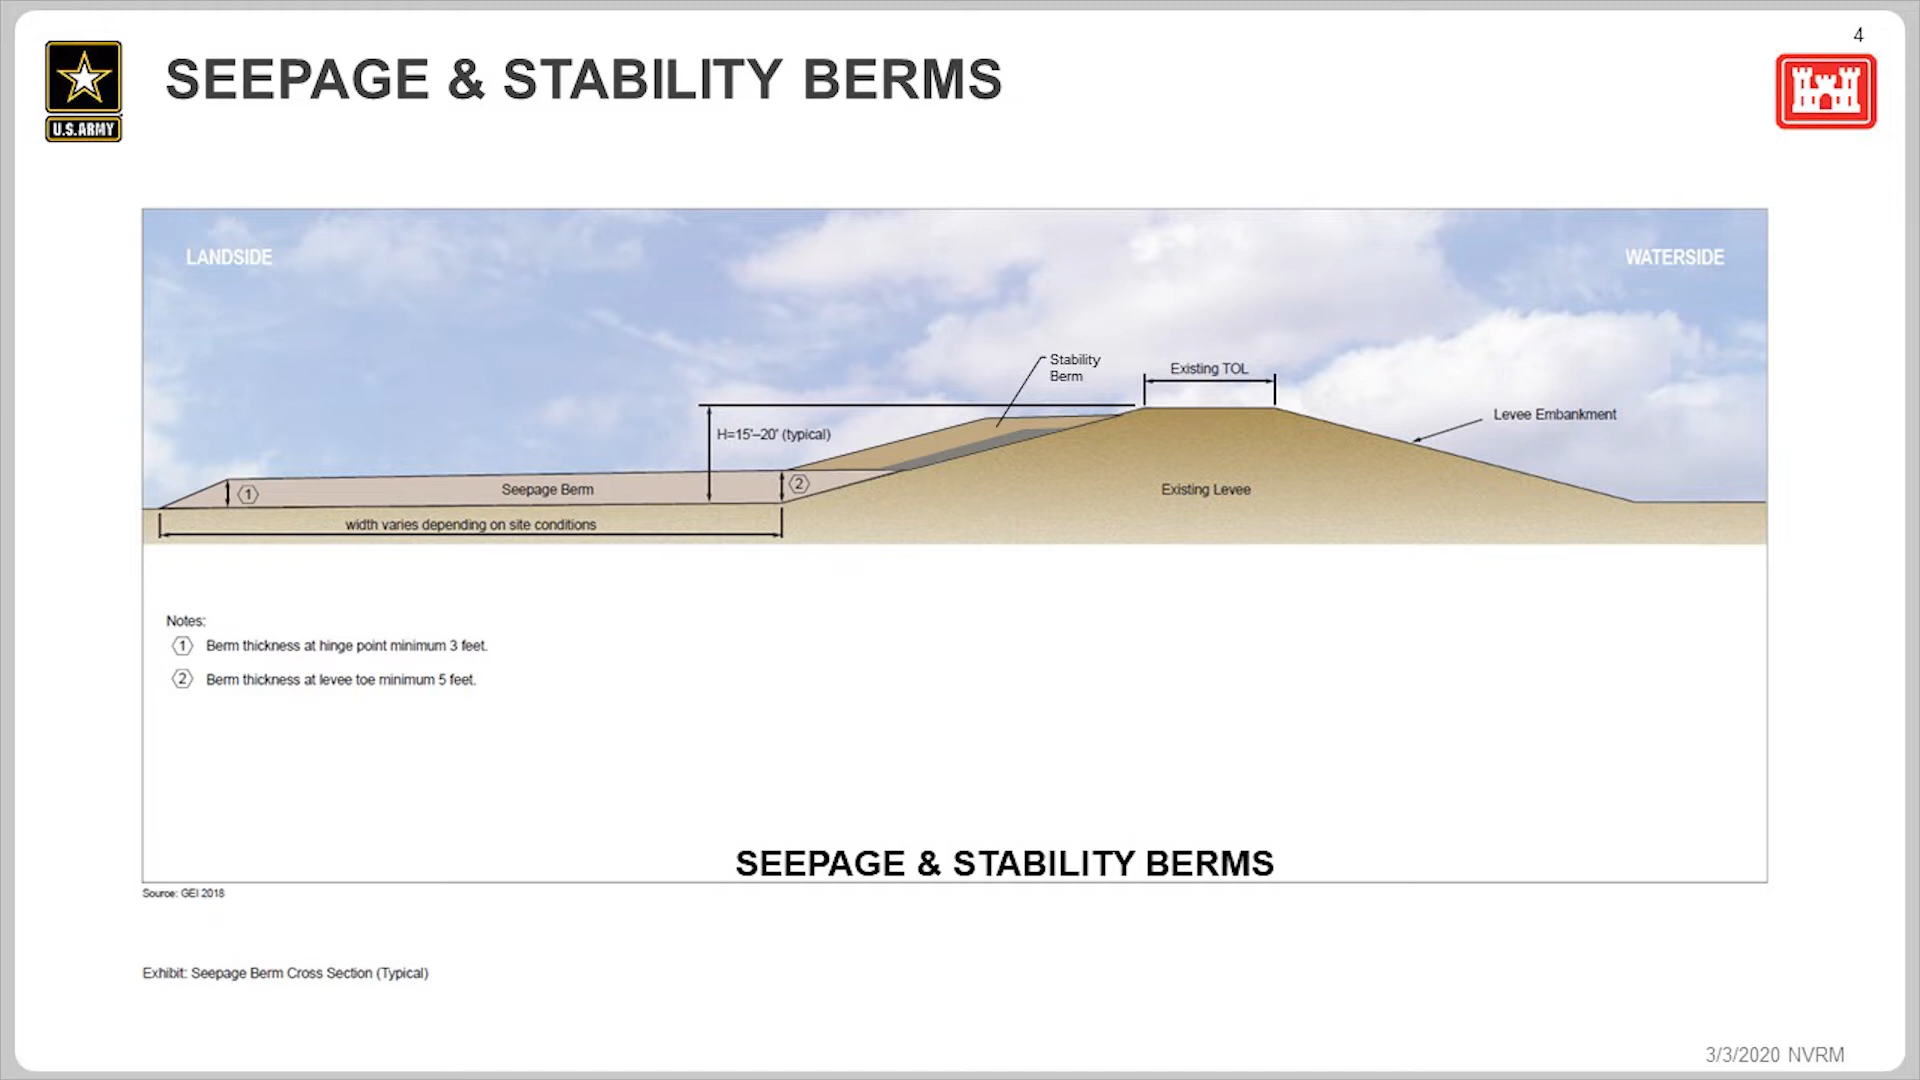 4
SEEPAGE & STABILITY BERMS
U.S.ARMY
LANDSIDE
WATERSIDE
Stability
Berm
Existing TOL
Levee Embankment
H=15'–20' (typical)
1
Seepage Berm
2
Existing Levee
width varies depending on site conditions
Notes:
1 Berm thickness at hinge point minimum 3 feet.
2 Berm thickness at levee toe minimum 5 feet.
SEEPAGE & STABILITY BERMS
Source: GEI 2018
Exhibit: Seepage Berm Cross Section (Typical)
3/3/2020 NVRM